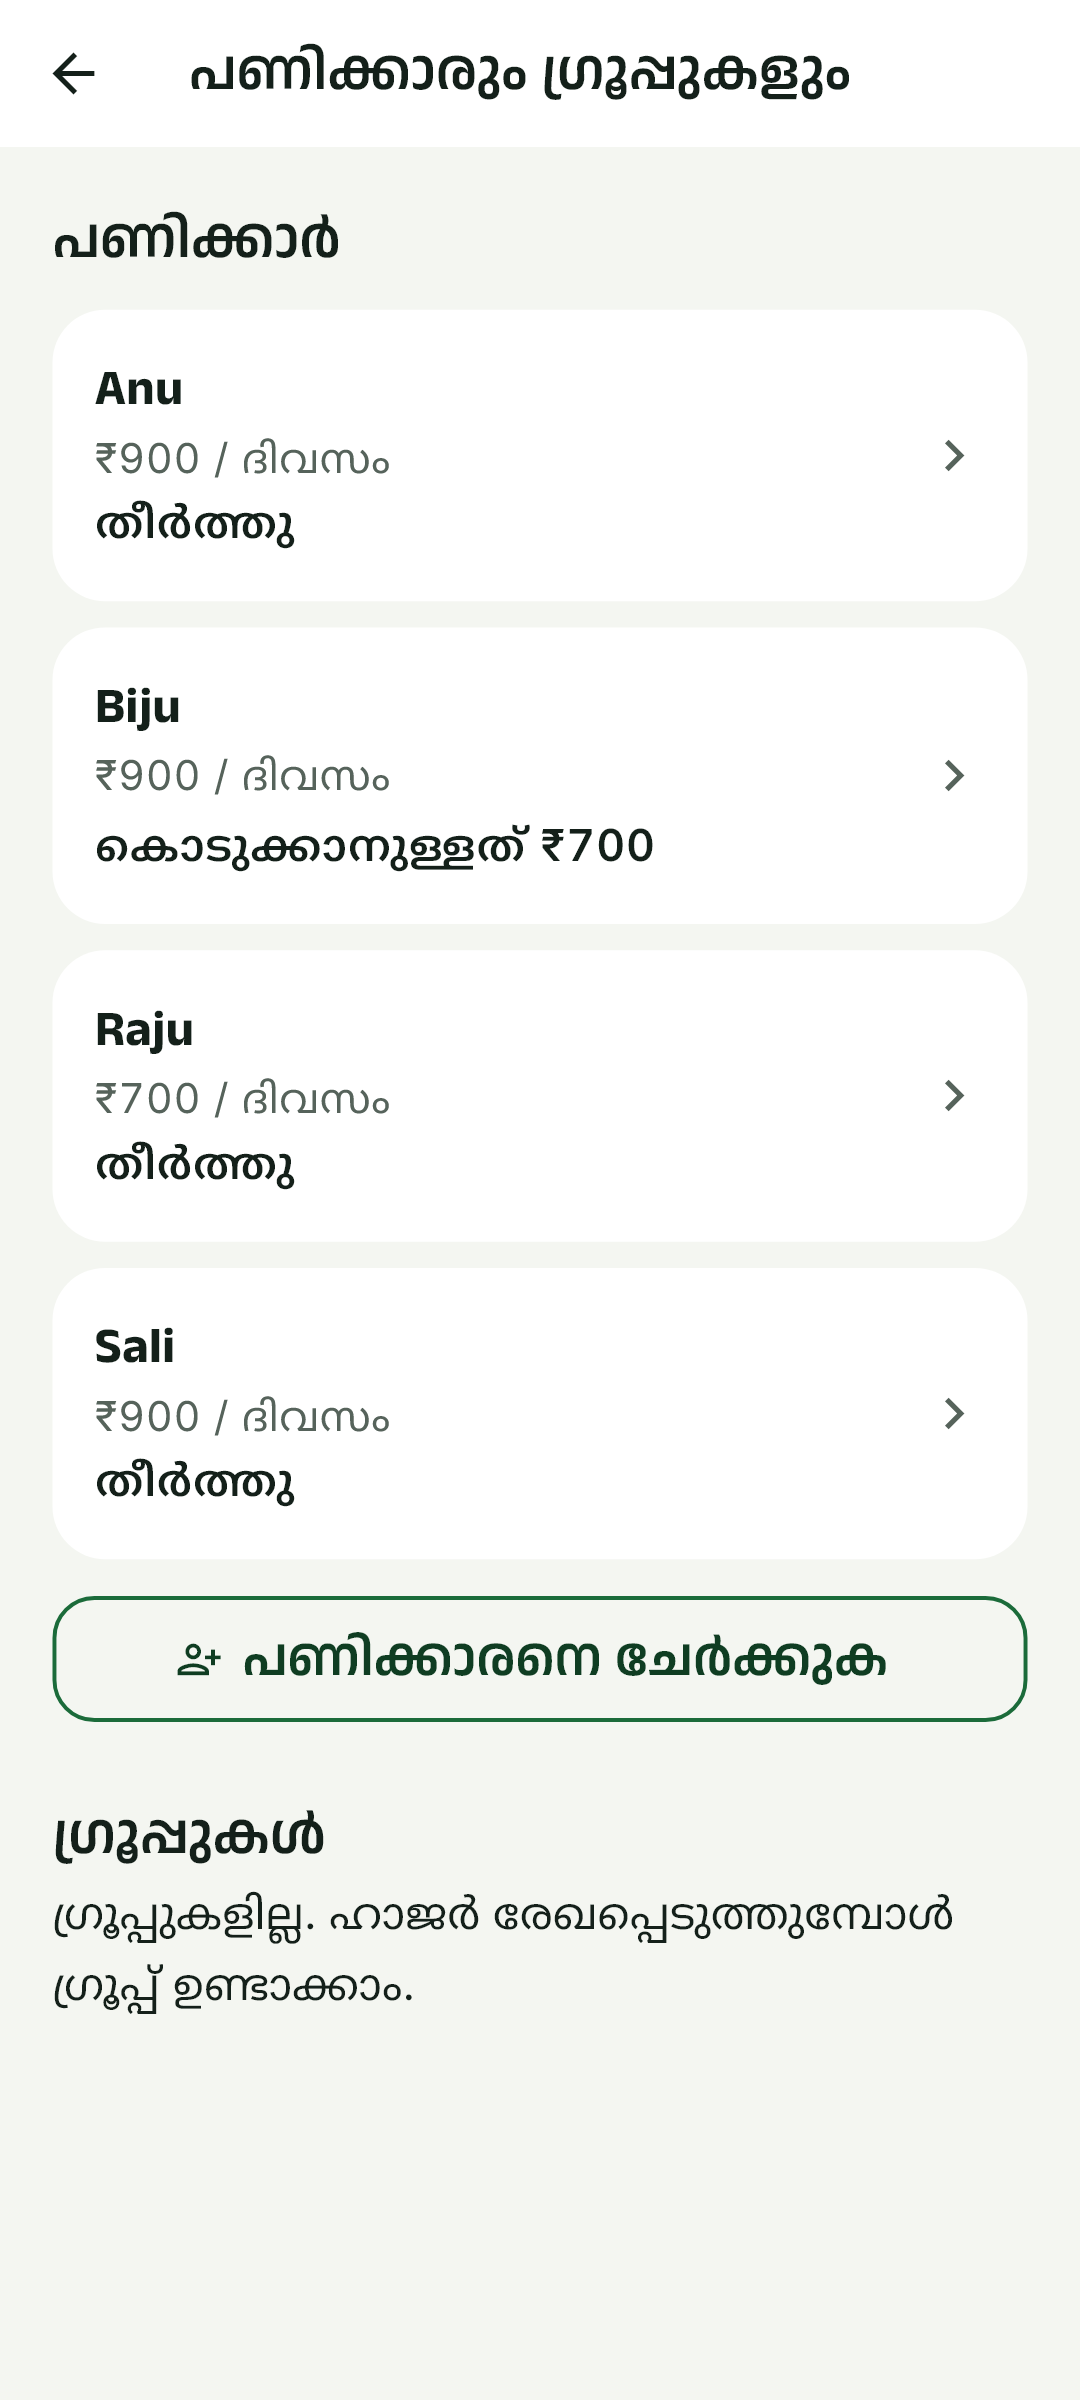 പണിക്കാരും ഗ്രൂപ്പുകളും
പണിക്കാർ
Anu
₹900 / ദിവസം
തീർത്തു
Biju
₹900 / ദിവസം
കൊടുക്കാനുള്ളത് ₹700
Raju
₹700 / ദിവസം
തീർത്തു
Sali
₹900 / ദിവസം
തീർത്തു
പണിക്കാരനെ ചേർക്കുക
ഗ്രൂപ്പുകൾ
ഗ്രൂപ്പുകളില്ല. ഹാജർ രേഖപ്പെടുത്തുമ്പോൾ
ഗ്രൂപ്പ് ഉണ്ടാക്കാം.